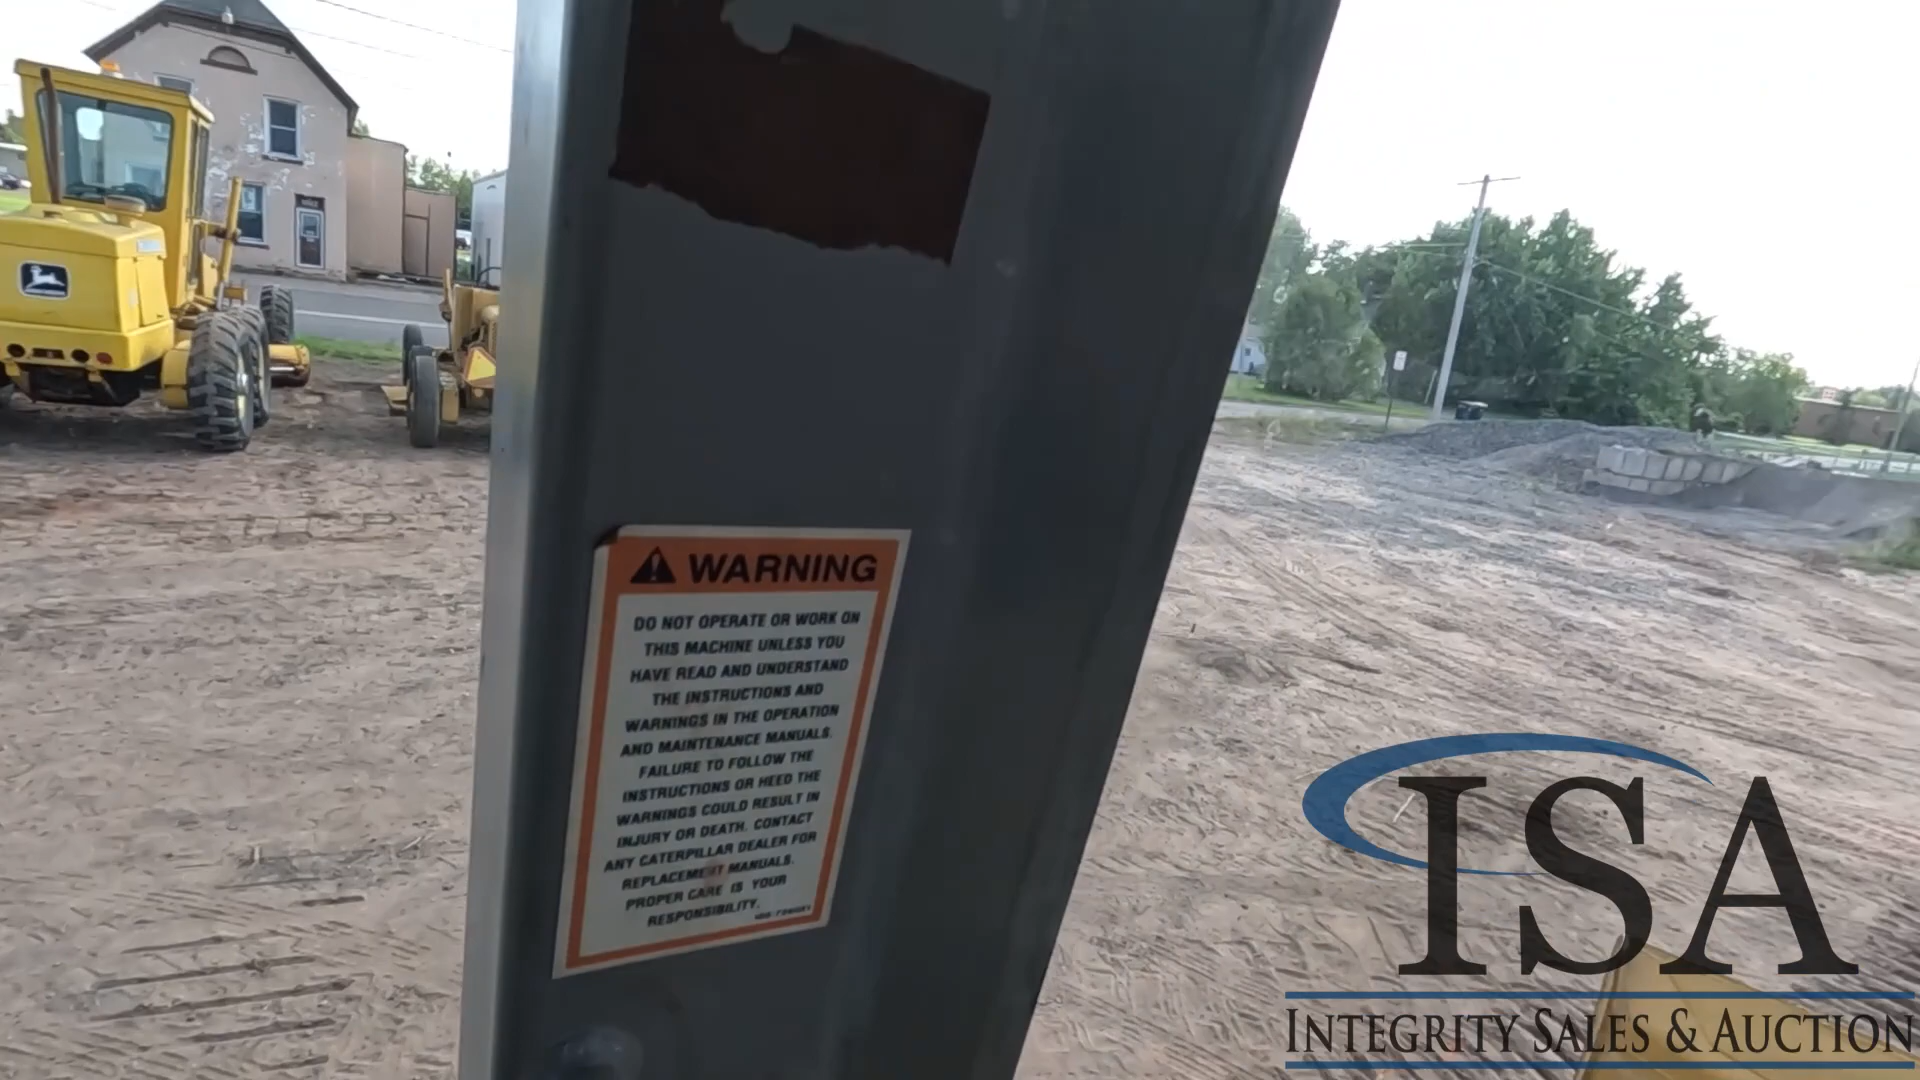 WARNING
DO NOT OPERATE OR WORK ON
THIS MACHINE UNLESS YOU
HAVE READ AND UNDERSTAND
THE INSTRUCTIONS AND
WARNINGS IN THE OPERATION
AND MAINTENANCE MANUALS.
FAILURE TO FOLLOW THE
INSTRUCTIONS OR HEED THE
WARNINGS COULD RESULT IN
INJURY OR DEATH. CONTACT
ANY CATERPILLAR DEALER FOR
REPLACEMENT MANUALS.
PROPER CARE IS YOUR
RESPONSIBILITY.
ISA
INTEGRITY SALES & AUCTION